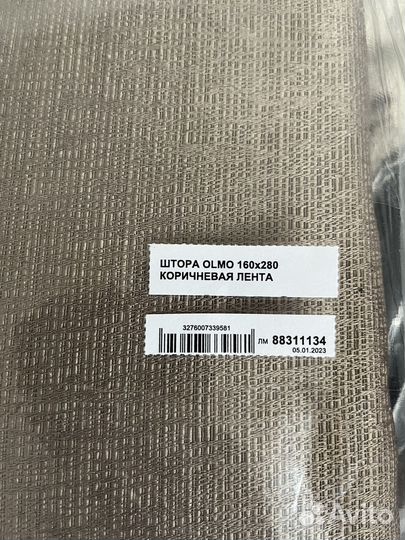 ШТОРА OLMO 160x280
КОРИЧНЕВАЯ ЛЕНТА
3276007339581
ЛМ 88311134
05.01.2023
Avito